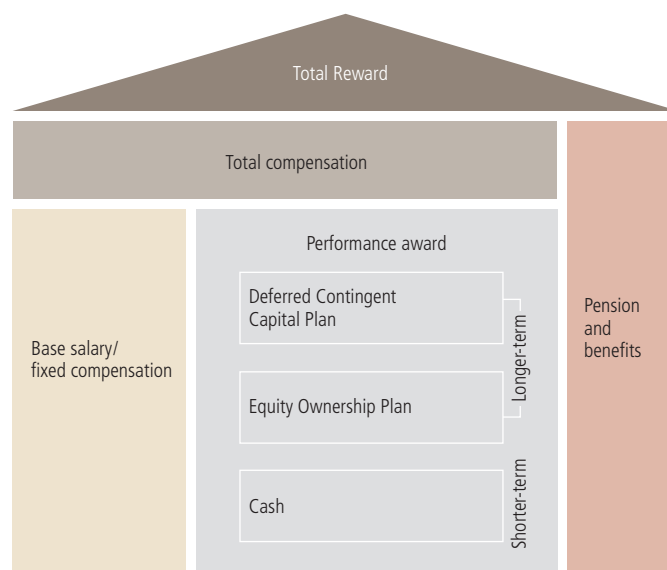 Total Reward
Total compensation
Base salary/
fixed compensation
Performance award
Deferred Contingent
Capital Plan
Equity Ownership Plan
Longer-term
Cash
Shorter-term
Pension
and
benefits